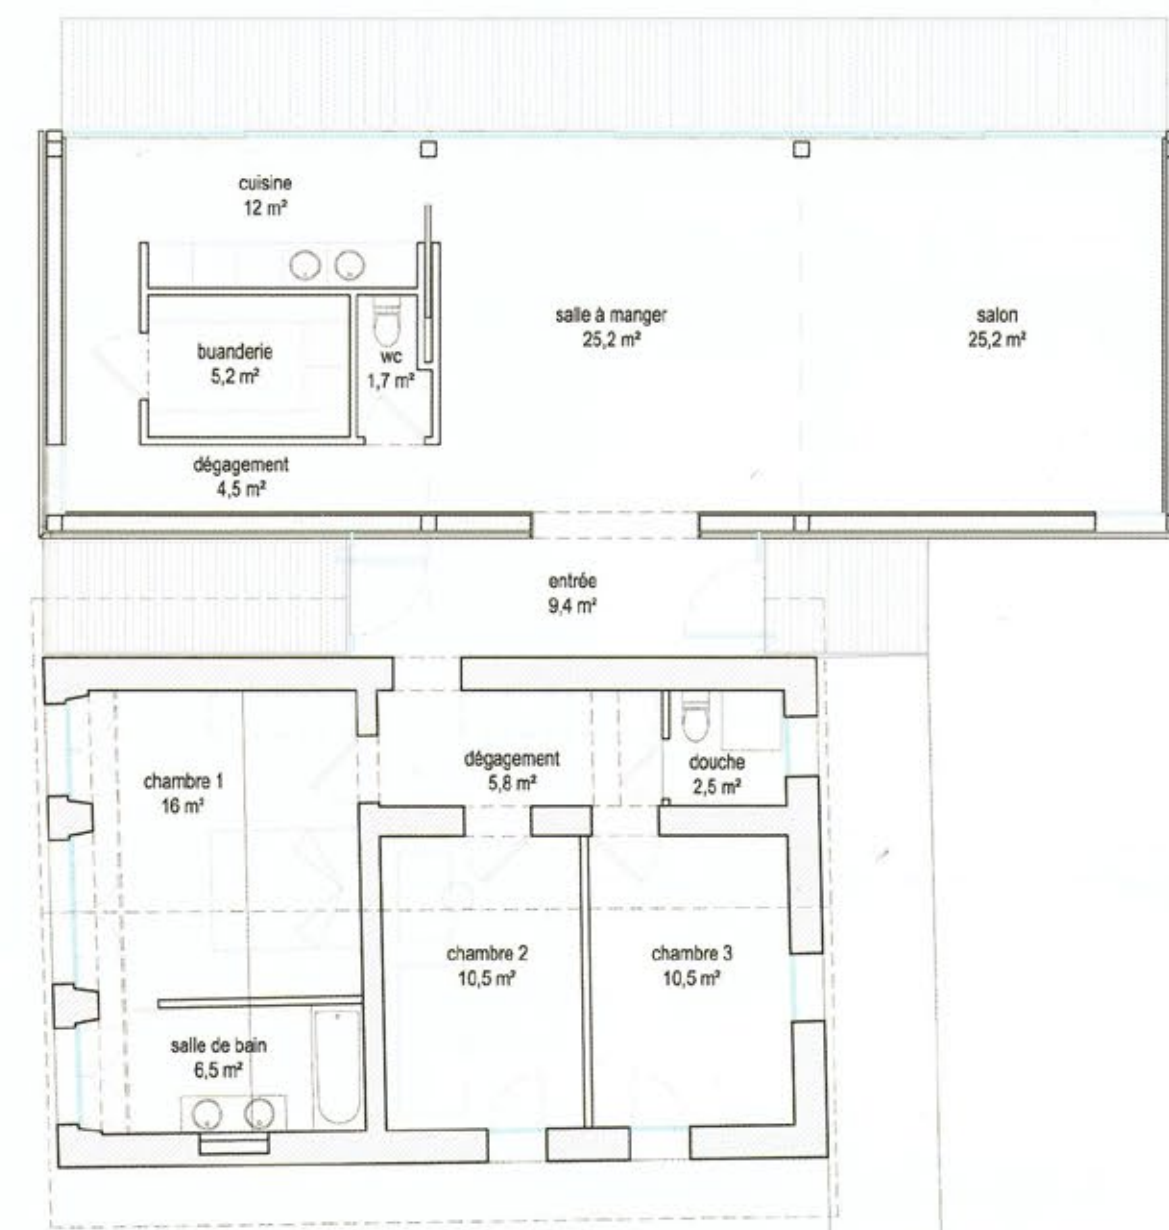 cuisine
12 m²
salle à manger
25,2 m²
salon
25,2 m²
buanderie
5,2 m²
wc
1,7 m²
dégagement
4,5 m²
entrée
9,4 m²
dégagement
5,8 m²
douche
2,5 m²
chambre 1
16 m²
chambre 2
10,5 m²
chambre 3
10,5 m²
salle de bain
6,5 m²